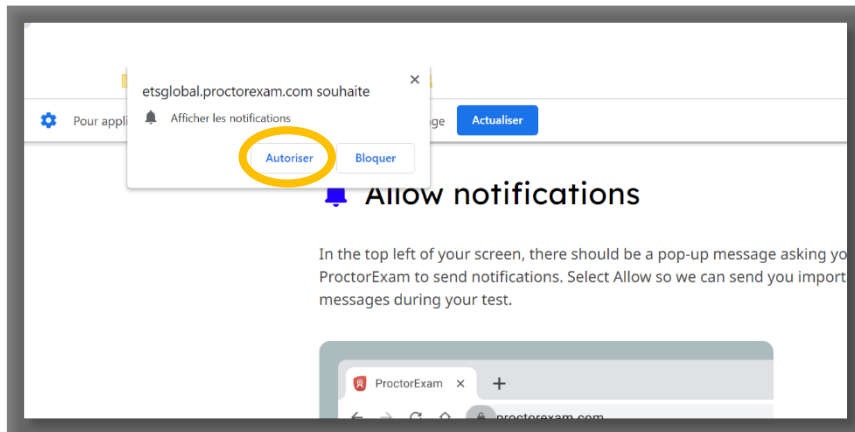 etsglobal.proctorexam.com souhaite
Afficher les notifications
Autoriser Bloquer
Pour appli ge Actualiser
Allow notifications
In the top left of your screen, there should be a pop-up message asking yo
ProctorExam to send notifications. Select Allow so we can send you import
messages during your test.
ProctorExam
proctorexam.com